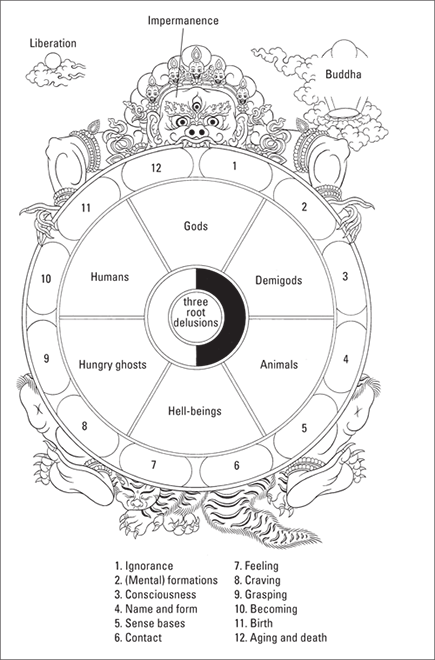 Impermanence
Liberation
Buddha
12
1
11
2
Gods
10
Humans
Demigods
3
three
root
delusions
9
Hungry ghosts
Animals
4
Hell-beings
8
5
7
6
1. Ignorance
2. (Mental) formations
3. Consciousness
4. Name and form
5. Sense bases
6. Contact
7. Feeling
8. Craving
9. Grasping
10. Becoming
11. Birth
12. Aging and death